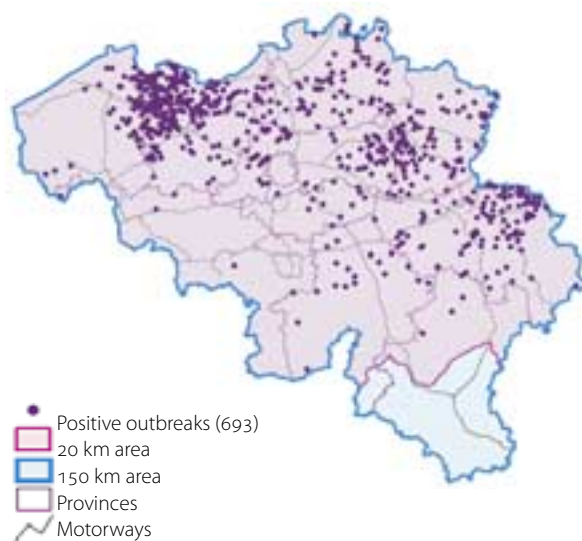 Positive outbreaks (693)
20 km area
150 km area
Provinces
Motorways